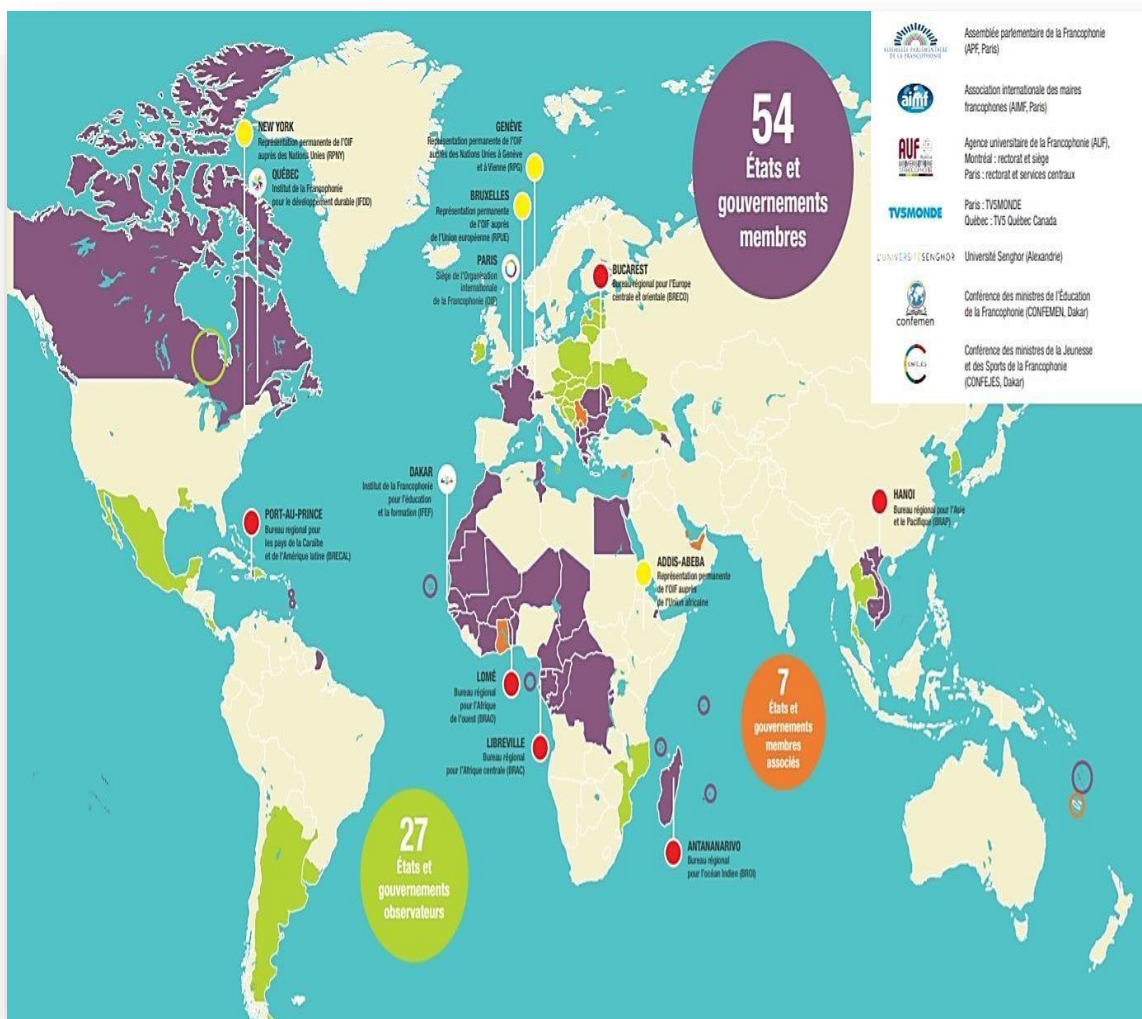 NEW YORK
Représentation permanente de l'OIF
auprès des Nations Unies (RPNY)
QUÉBEC
Institut de la Francophonie
pour le développement durable (IFDD)
GENÈVE
Représentation permanente de l'OIF
auprès des Nations Unies à Genève
et à Vienne (RPG)
BRUXELLES
Représentation permanente
de l'OIF auprès
de l'Union européenne (RPUE)
PARIS
Siège de l'Organisation
internationale
de la Francophonie (OIF)
BUCAREST
Bureau régional pour l'Europe
centrale et orientale (BRECO)
54
États et
gouvernements
membres
ASSEMBLÉE PARLEMENTAIRE
DE LA FRANCOPHONIE
Assemblée parlementaire de la Francophonie
(APF, Paris)
aimf
Association internationale des maires
francophones (AIMF, Paris)
AUF
Agence universitaire de la Francophonie (AUF),
Montréal : rectorat et siège
Paris : rectorat et services centraux
TV5MONDE
Paris : TV5MONDE
Québec : TV5 Québec Canada
L'UNIVERSITÉSENGHOR
Université Senghor (Alexandrie)
confemen
Conférence des ministres de l'Éducation
de la Francophonie (CONFEMEN, Dakar)
CONFEJES
Conférence des ministres de la Jeunesse
et des Sports de la Francophonie
(CONFEJES, Dakar)
DAKAR
Institut de la Francophonie
pour l'éducation
et la formation (IFEF)
PORT-AU-PRINCE
Bureau regional pour
les pays de la Caraïbe
et de l'Amérique latine (BRECAL)
HANOI
Bureau régional pour l'Asie
et le Pacifique (BRAP)
ADDIS-ABEBA
Représentation permanente
de l'OIF auprès
de l'Union africaine
LOMÉ
Bureau régional
pour l'Afrique
de l'ouest (BRAO)
LIBREVILLE
Bureau régional
pour l'Afrique centrale (BRAC)
7
États et
gouvernements
membres
associés
27
États et
gouvernements
observateurs
ANTANANARIVO
Bureau régional
pour l'océan Indien (BROI)